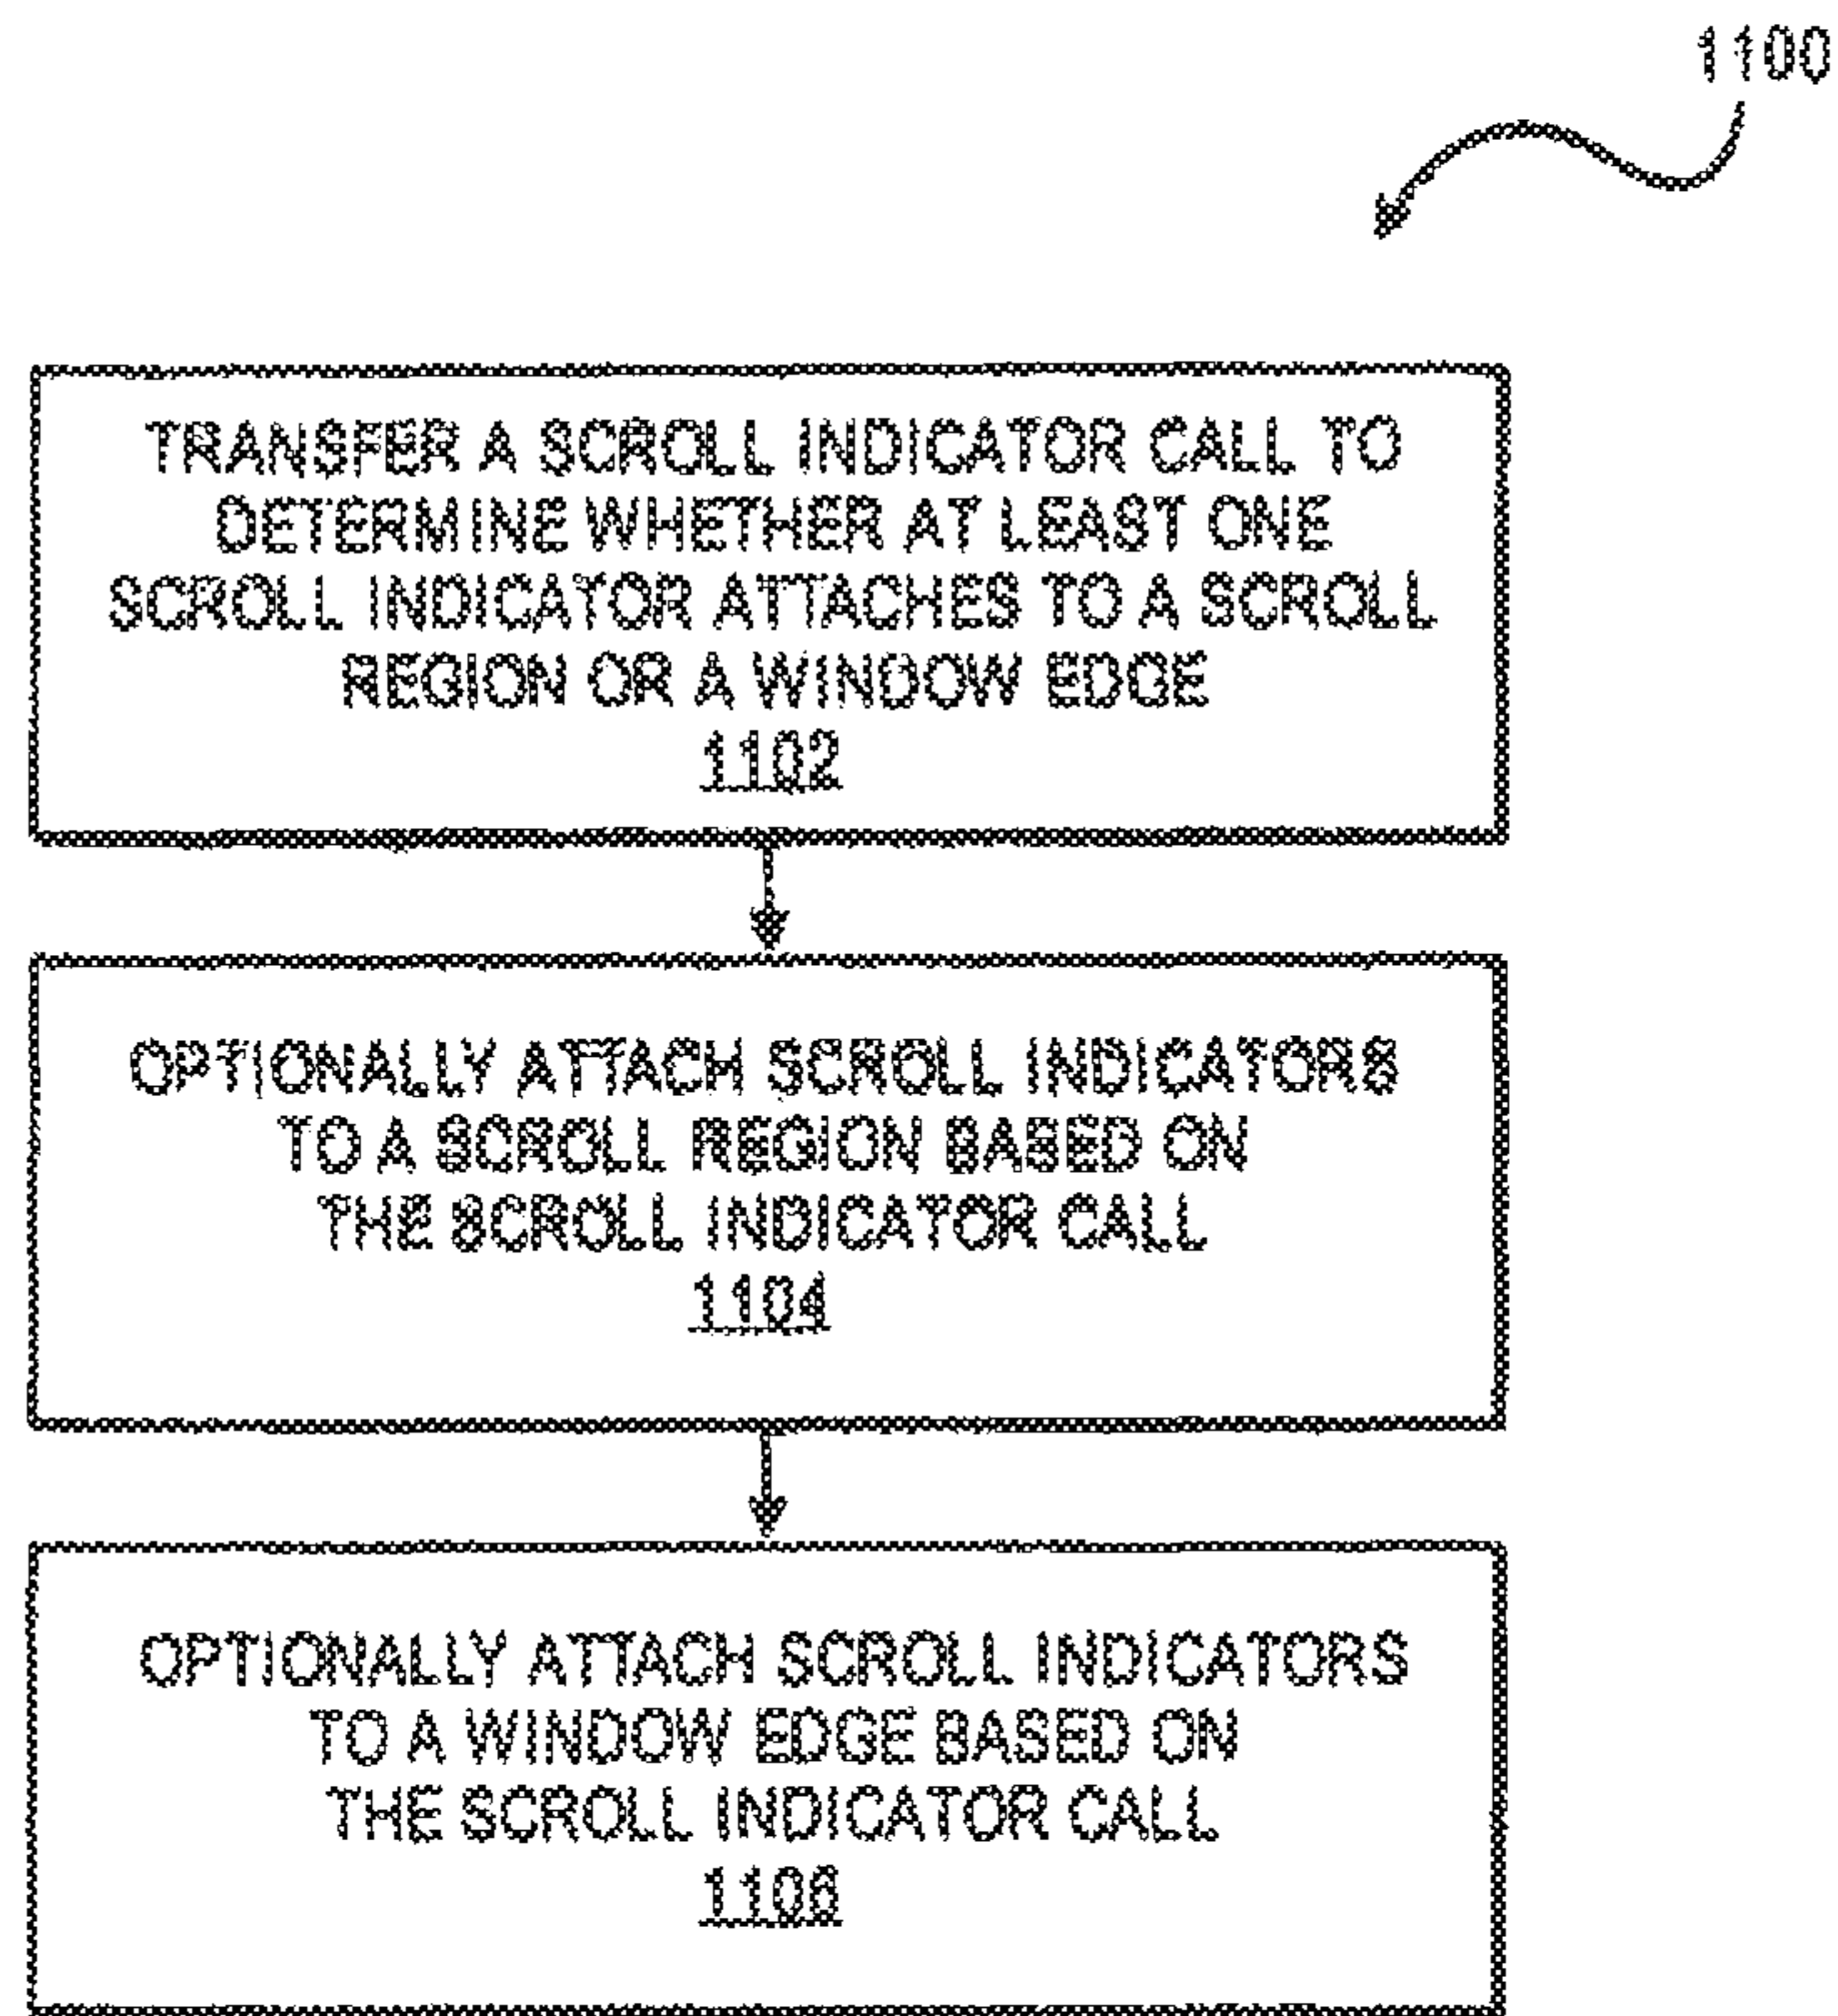 1100
TRANSFER A SCROLL INDICATOR CALL TO
DETERMINE WHETHER AT LEAST ONE
SCROLL INDICATOR ATTACHES TO A SCROLL
REGION OR A WINDOW EDGE
1102
OPTIONALLY ATTACH SCROLL INDICATORS
TO A SCROLL REGION BASED ON
THE SCROLL INDICATOR CALL
1104
OPTIONALLY ATTACH SCROLL INDICATORS
TO A WINDOW EDGE BASED ON
THE SCROLL INDICATOR CALL
1106